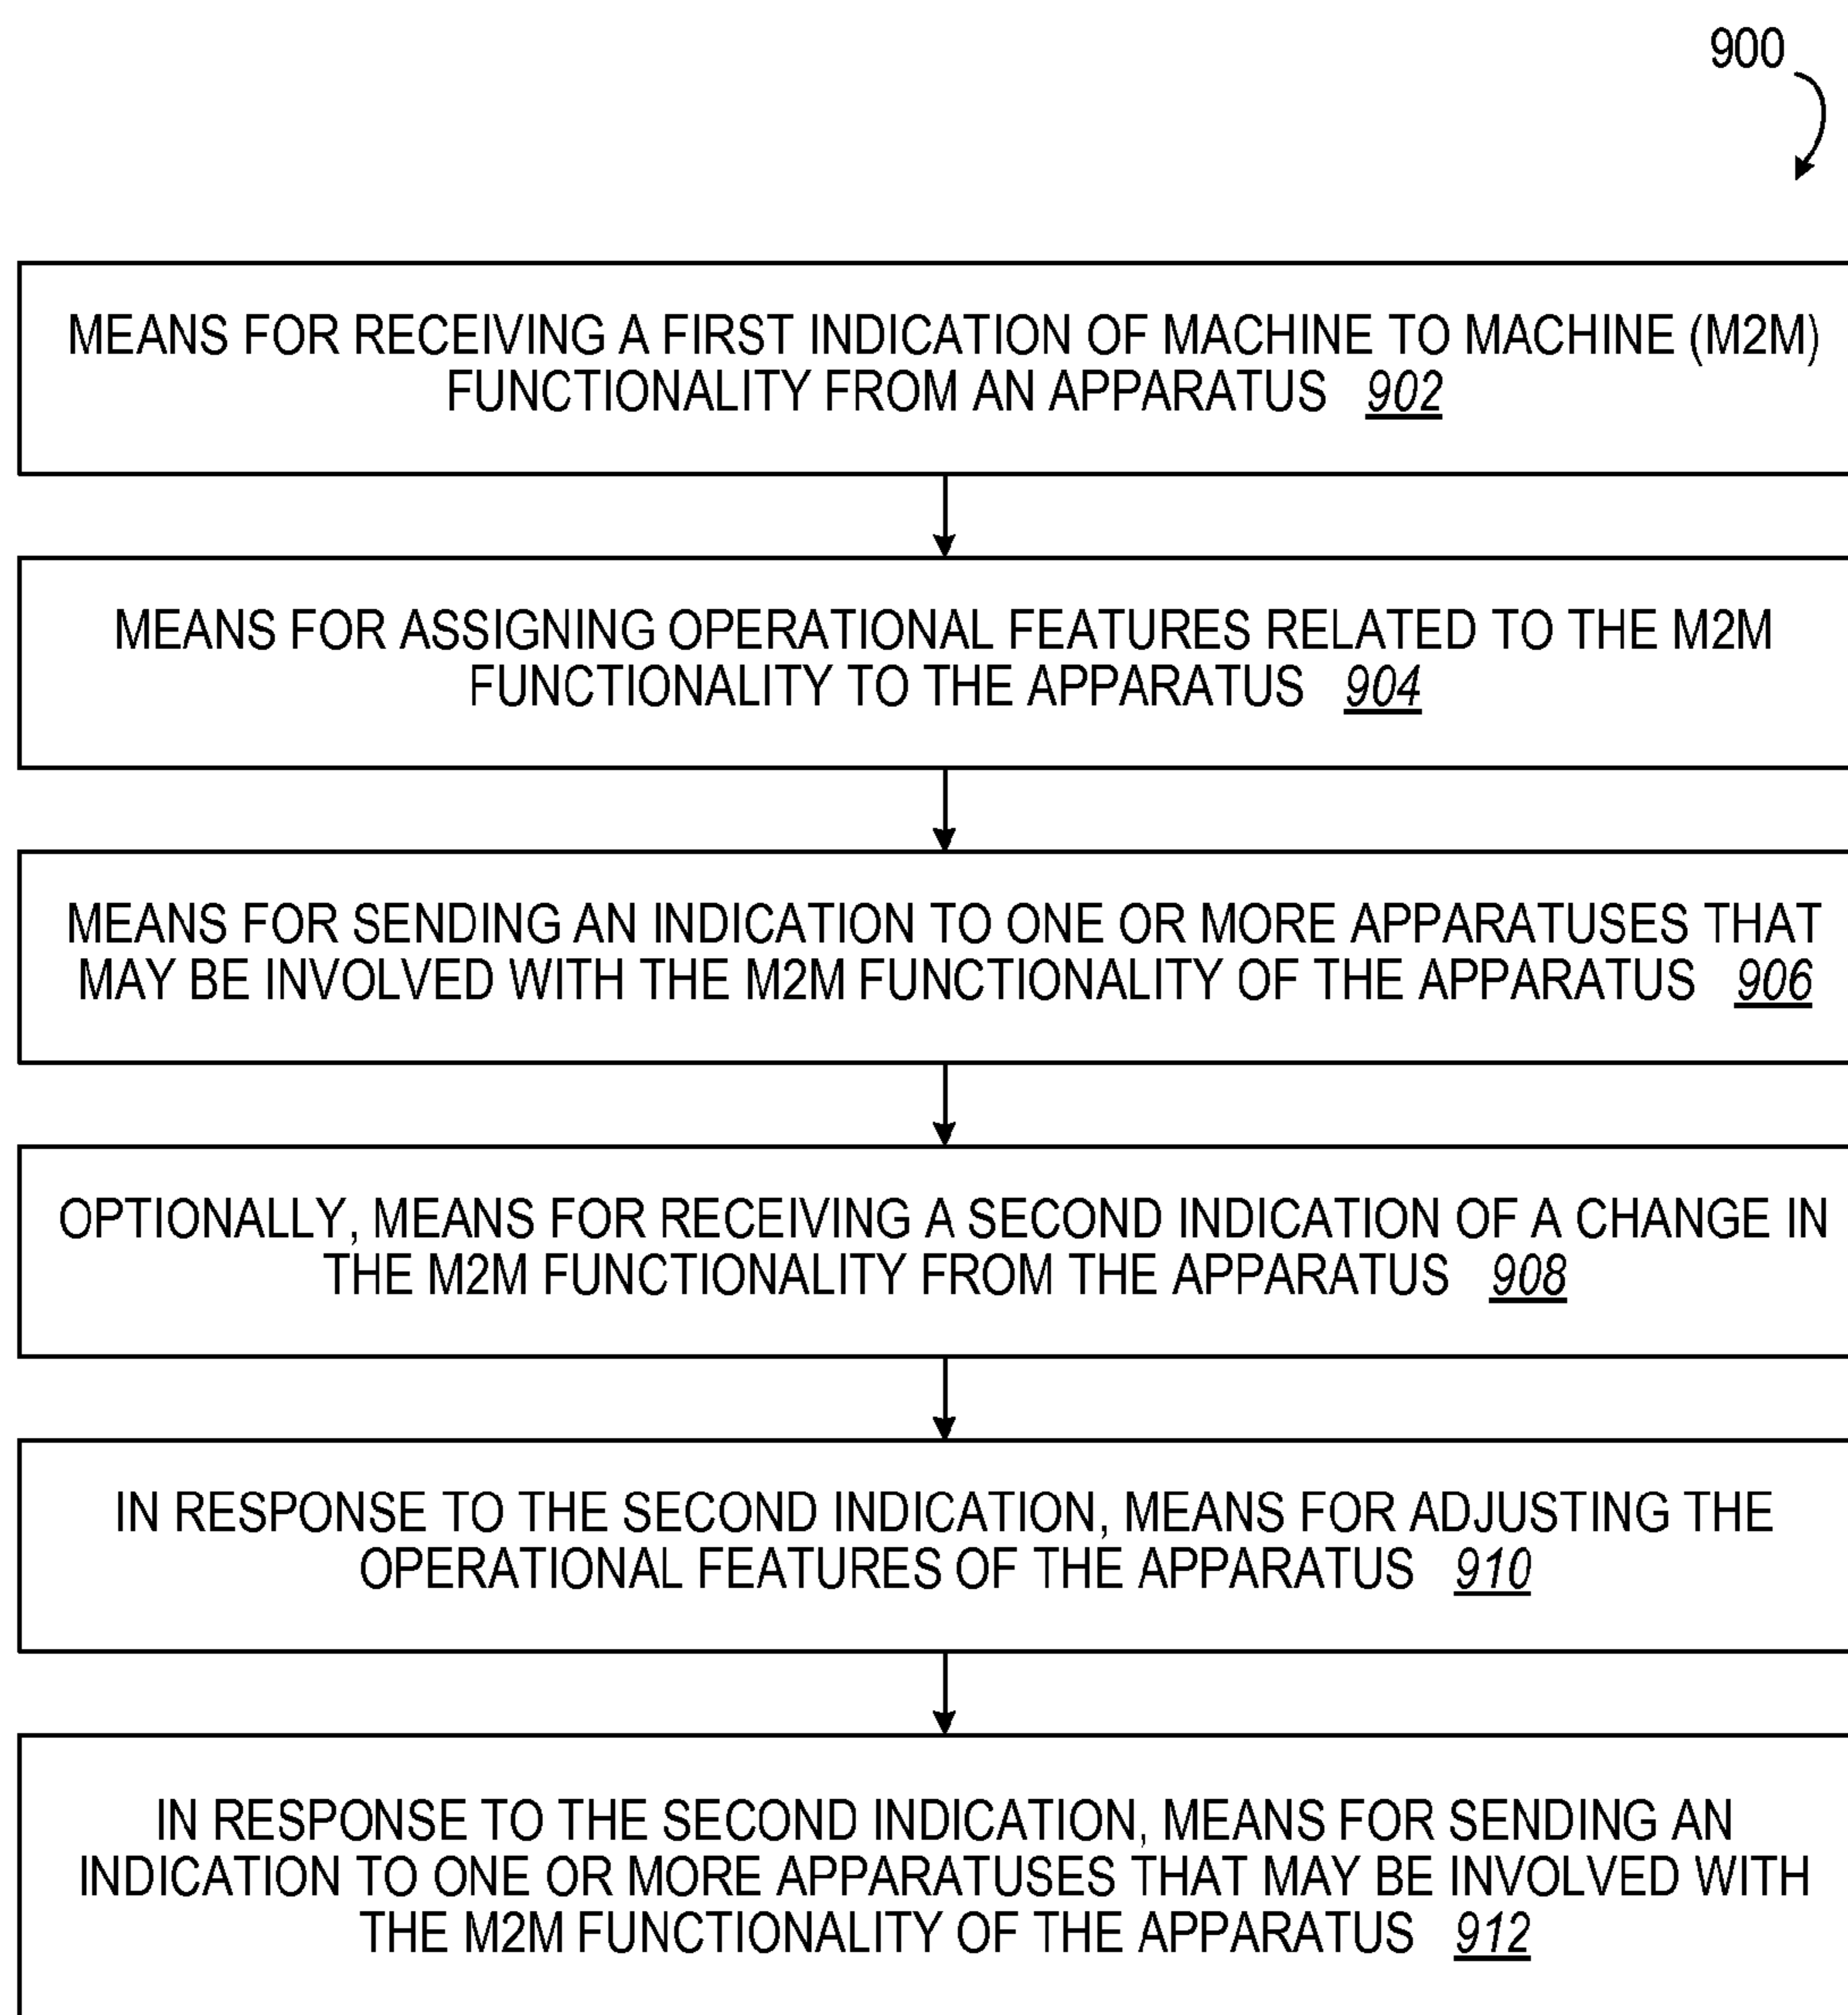 900
MEANS FOR RECEIVING A FIRST INDICATION OF MACHINE TO MACHINE (M2M)
FUNCTIONALITY FROM AN APPARATUS 902
MEANS FOR ASSIGNING OPERATIONAL FEATURES RELATED TO THE M2M
FUNCTIONALITY TO THE APPARATUS 904
MEANS FOR SENDING AN INDICATION TO ONE OR MORE APPARATUSES THAT
MAY BE INVOLVED WITH THE M2M FUNCTIONALITY OF THE APPARATUS 906
OPTIONALLY, MEANS FOR RECEIVING A SECOND INDICATION OF A CHANGE IN
THE M2M FUNCTIONALITY FROM THE APPARATUS 908
IN RESPONSE TO THE SECOND INDICATION, MEANS FOR ADJUSTING THE
OPERATIONAL FEATURES OF THE APPARATUS 910
IN RESPONSE TO THE SECOND INDICATION, MEANS FOR SENDING AN
INDICATION TO ONE OR MORE APPARATUSES THAT MAY BE INVOLVED WITH
THE M2M FUNCTIONALITY OF THE APPARATUS 912